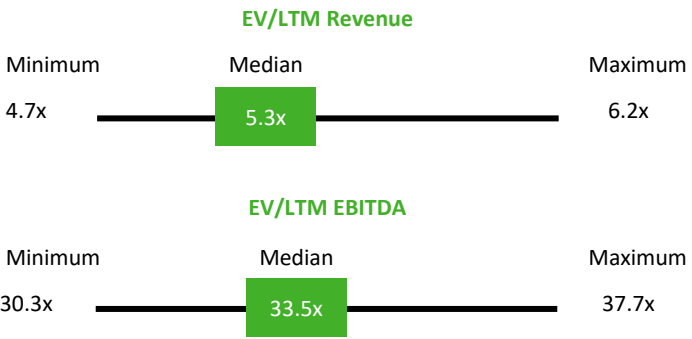 EV/LTM Revenue
Minimum Median Maximum
4.7x 5.3x 6.2x
EV/LTM EBITDA
Minimum Median Maximum
30.3x 33.5x 37.7x